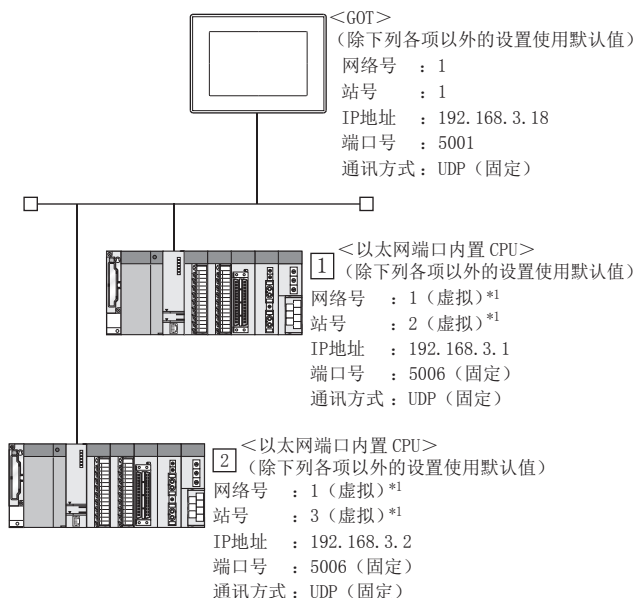 <GOT>
(除下列各项以外的设置使用默认值)
网络号 : 1
站号 : 1
IP地址 : 192.168.3.18
端口号 : 5001
通讯方式: UDP (固定)
1 <以太网端口内置 CPU>
(除下列各项以外的设置使用默认值)
网络号 : 1 (虚拟)*1
站号 : 2 (虚拟)*1
IP地址 : 192.168.3.1
端口号 : 5006 (固定)
通讯方式: UDP (固定)
2 <以太网端口内置 CPU>
(除下列各项以外的设置使用默认值)
网络号 : 1 (虚拟)*1
站号 : 3 (虚拟)*1
IP地址 : 192.168.3.2
端口号 : 5006 (固定)
通讯方式: UDP (固定)